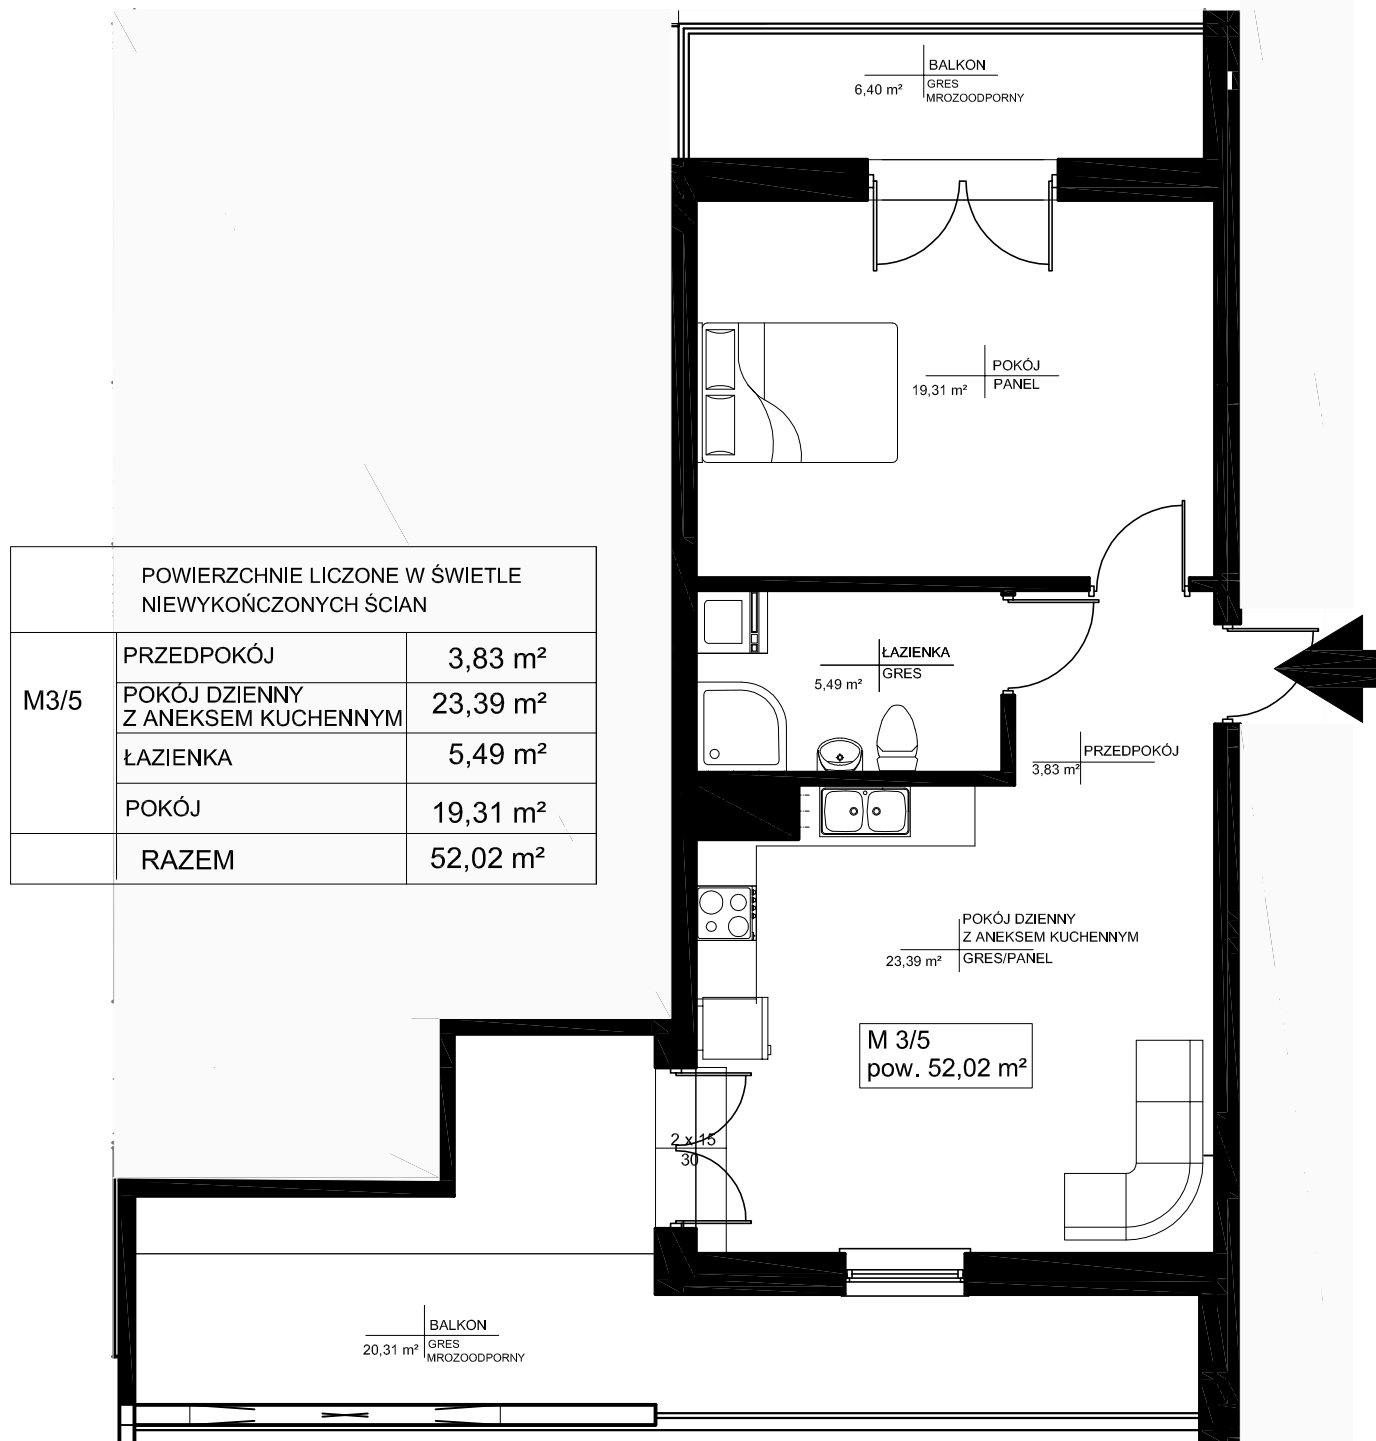 BALKON
6,40 m²
GRES
MROZOODPORNY
POKÓJ
19,31 m²
PANEL
POWIERZCHNIE LICZONE W ŚWIETLE
NIEWYKOŃCZONYCH ŚCIAN
M3/5
PRZEDPOKÓJ 3,83 m²
POKÓJ DZIENNY
Z ANEKSEM KUCHENNYM 23,39 m²
ŁAZIENKA 5,49 m²
POKÓJ 19,31 m²
RAZEM 52,02 m²
ŁAZIENKA
5,49 m²
GRES
PRZEDPOKÓJ
3,83 m²
POKÓJ DZIENNY
Z ANEKSEM KUCHENNYM
23,39 m²
GRES/PANEL
M 3/5
pow. 52,02 m²
2 x 15
30
BALKON
20,31 m²
GRES
MROZOODPORNY